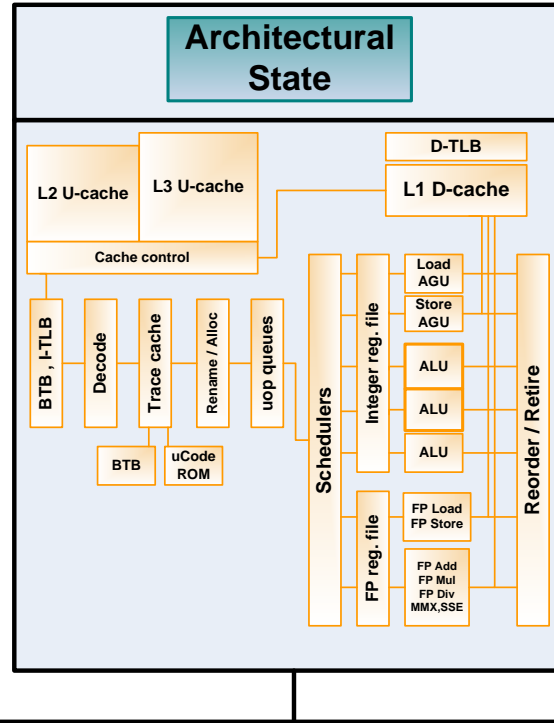 Architectural
State
D-TLB
L2 U-cache
L3 U-cache
L1 D-cache
Cache control
BTB , I-TLB
Decode
Trace cache
Rename / Alloc
uop queues
BTB
uCode
ROM
Schedulers
Integer reg. file
FP reg. file
Load
AGU
Store
AGU
ALU
ALU
ALU
FP Load
FP Store
FP Add
FP Mul
FP Div
MMX,SSE
Reorder / Retire